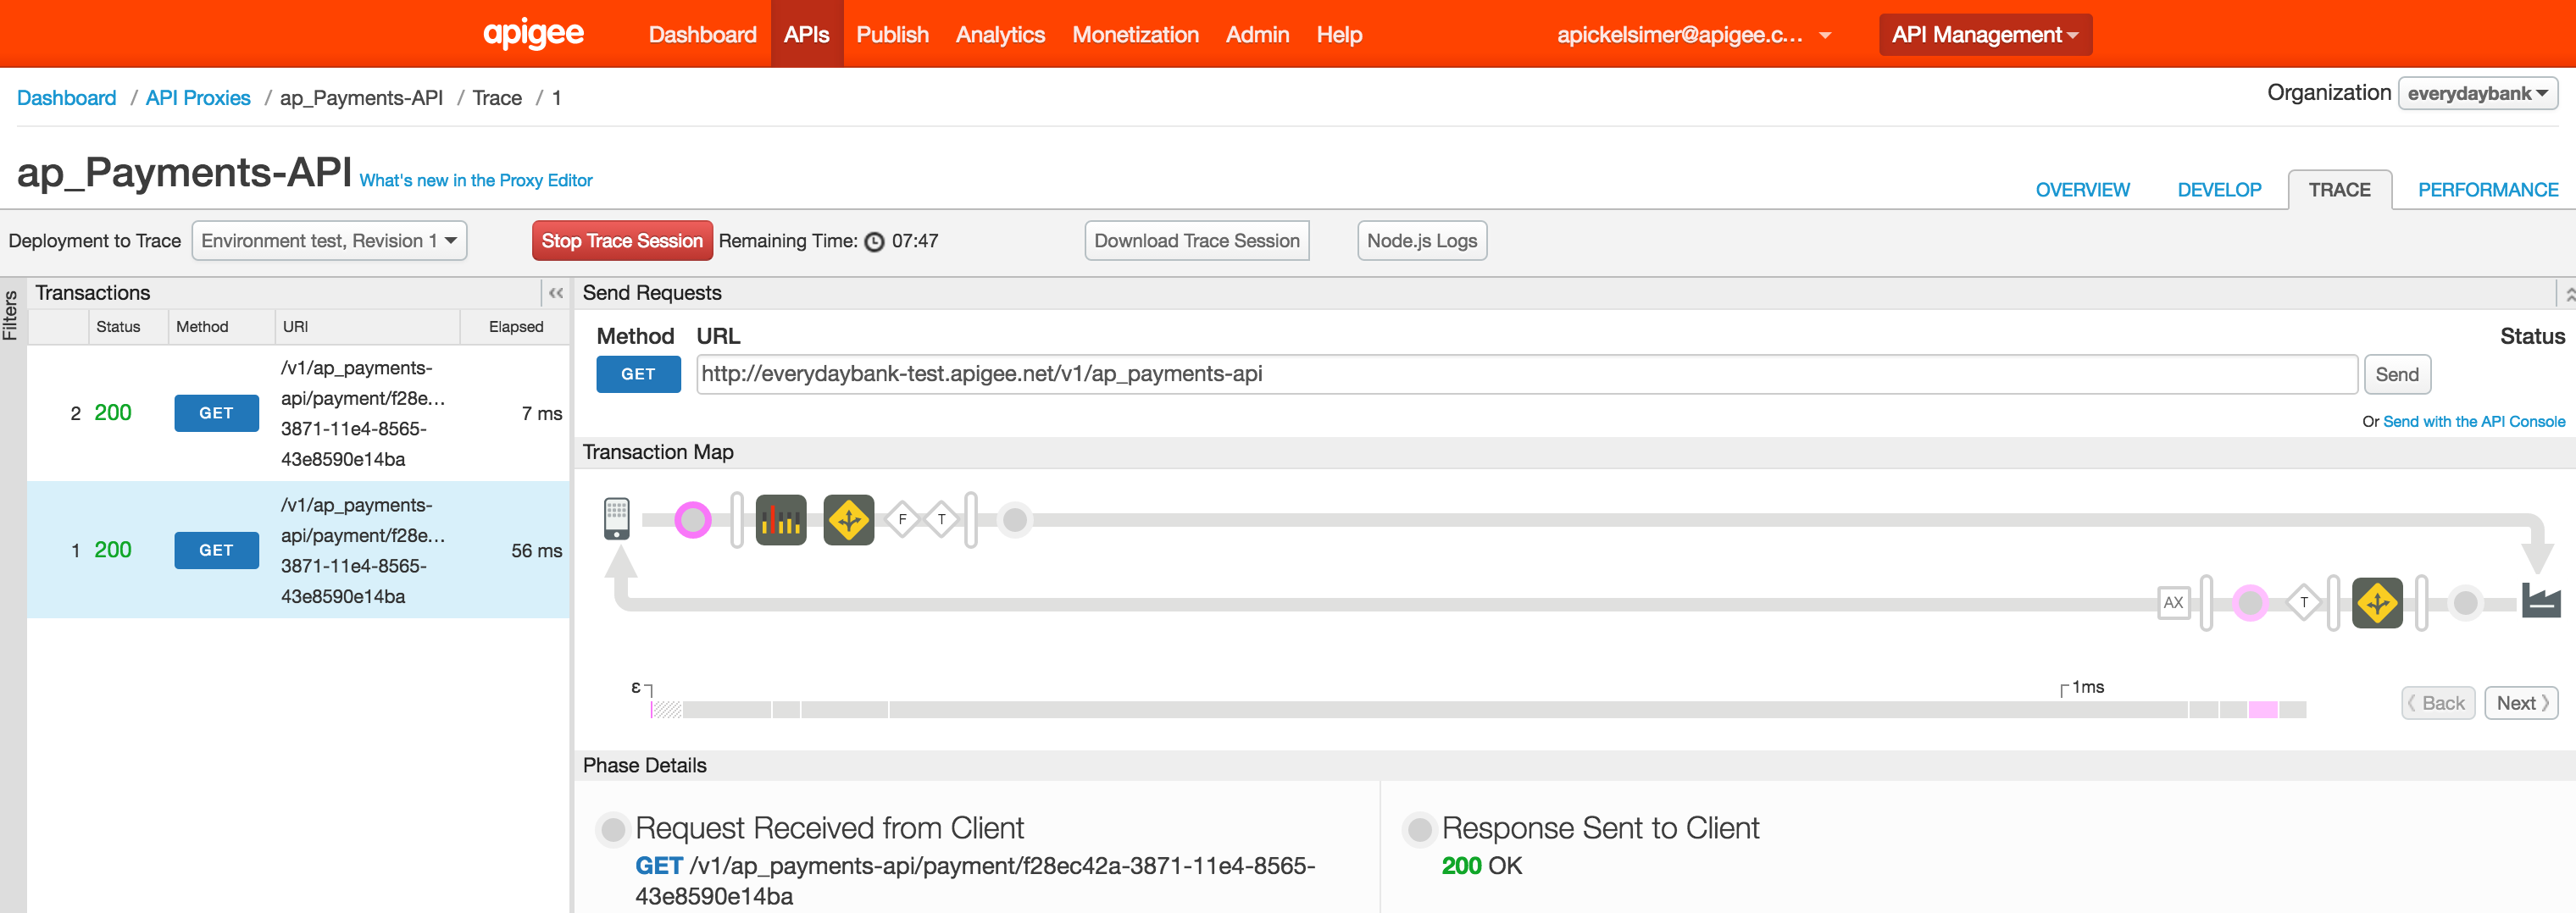 apigee Dashboard APIs Publish Analytics Monetization Admin Help apickelsimer@apigee.c... API Management
Dashboard / API Proxies / ap_Payments-API / Trace / 1
Organization everydaybank
ap_Payments-API What's new in the Proxy Editor
OVERVIEW DEVELOP TRACE PERFORMANCE
Deployment to Trace Environment test, Revision 1 Stop Trace Session Remaining Time: 07:47 Download Trace Session Node.js Logs
Filters
Transactions «
Status Method URI Elapsed
2 200 GET /v1/ap_payments-
api/payment/f28e...
3871-11e4-8565-
43e8590e14ba
7 ms
1 200 GET /v1/ap_payments-
api/payment/f28e...
3871-11e4-8565-
43e8590e14ba
56 ms
Send Requests
Method URL Status
GET http://everydaybank-test.apigee.net/v1/ap_payments-api Send
Or Send with the API Console
Transaction Map
F T
AX T
ε 1ms
Back Next
Phase Details
Request Received from Client
GET /v1/ap_payments-api/payment/f28ec42a-3871-11e4-8565-
43e8590e14ba
Response Sent to Client
200 OK